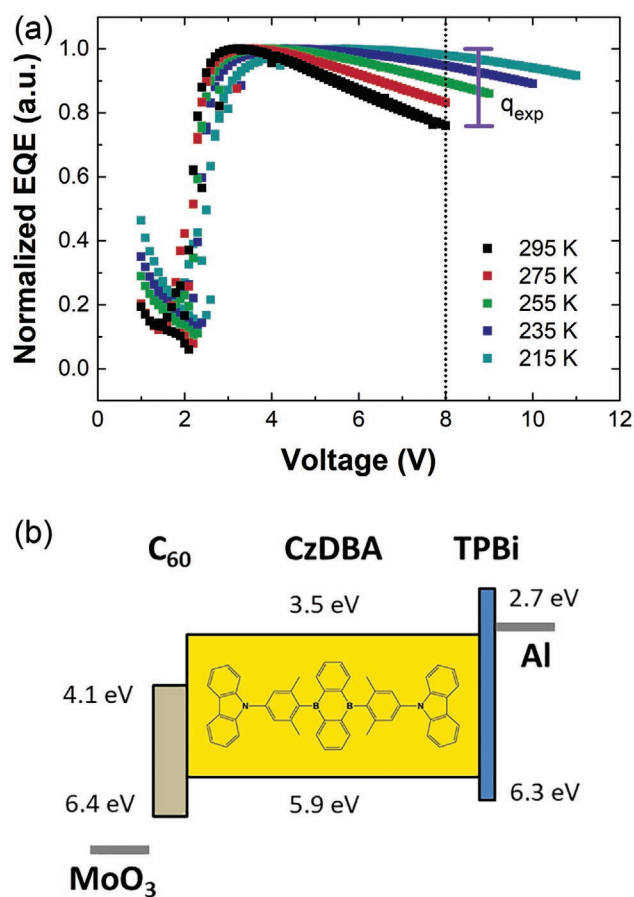 (a)
Normalized EQE (a.u.)
1.0
0.8
0.6
0.4
0.2
0.0
q_exp
295 K
275 K
255 K
235 K
215 K
0 2 4 6 8 10 12
Voltage (V)
(b)
C₆₀ CzDBA TPBi
3.5 eV 2.7 eV
Al
4.1 eV
N B B N
6.4 eV 5.9 eV 6.3 eV
MoO₃